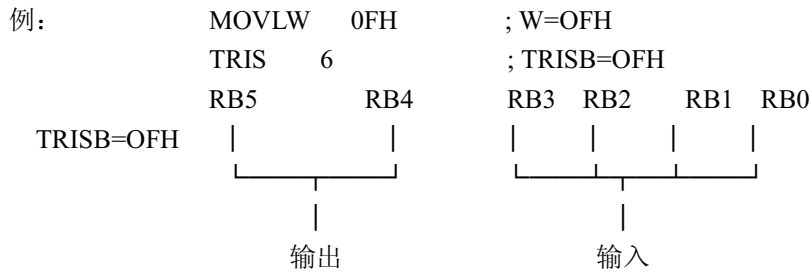 例： MOVLW 0FH ; W=OFH
TRIS 6 ; TRISB=OFH
RB5 RB4 RB3 RB2 RB1 RB0
TRISB=OFH
输出 输入